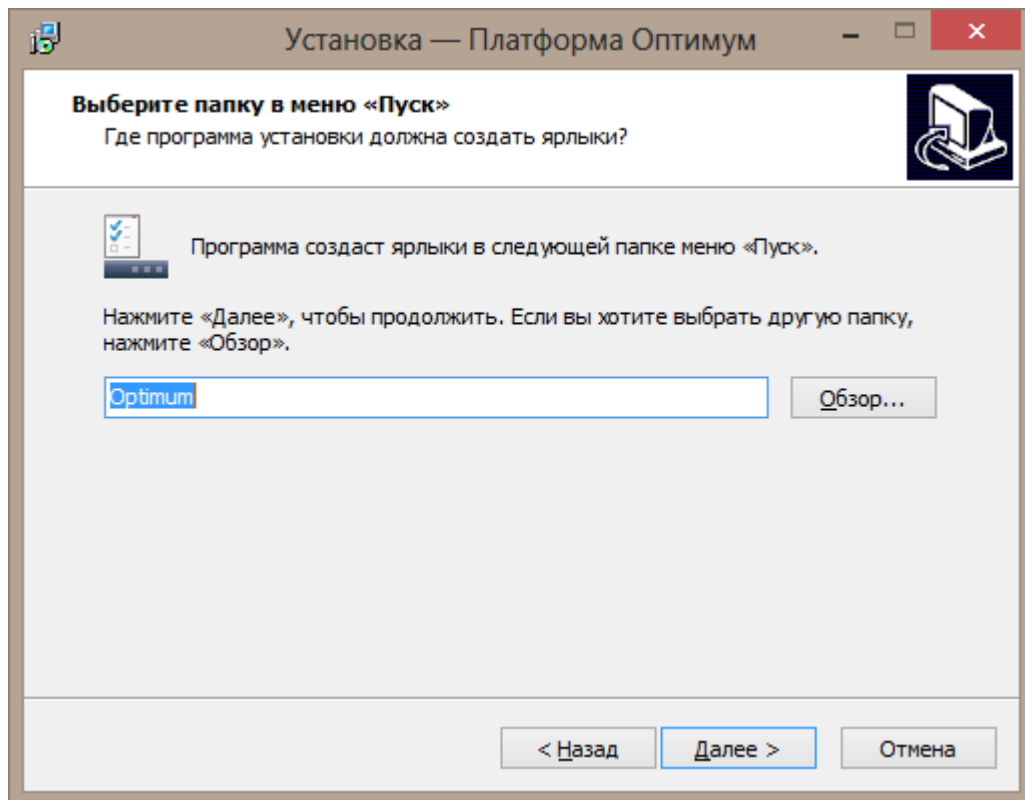 Установка — Платформа Оптимум
Выберите папку в меню «Пуск»
Где программа установки должна создать ярлыки?
Программа создаст ярлыки в следующей папке меню «Пуск».
Нажмите «Далее», чтобы продолжить. Если вы хотите выбрать другую папку,
нажмите «Обзор».
Optimum
Обзор...
< Назад
Далее >
Отмена